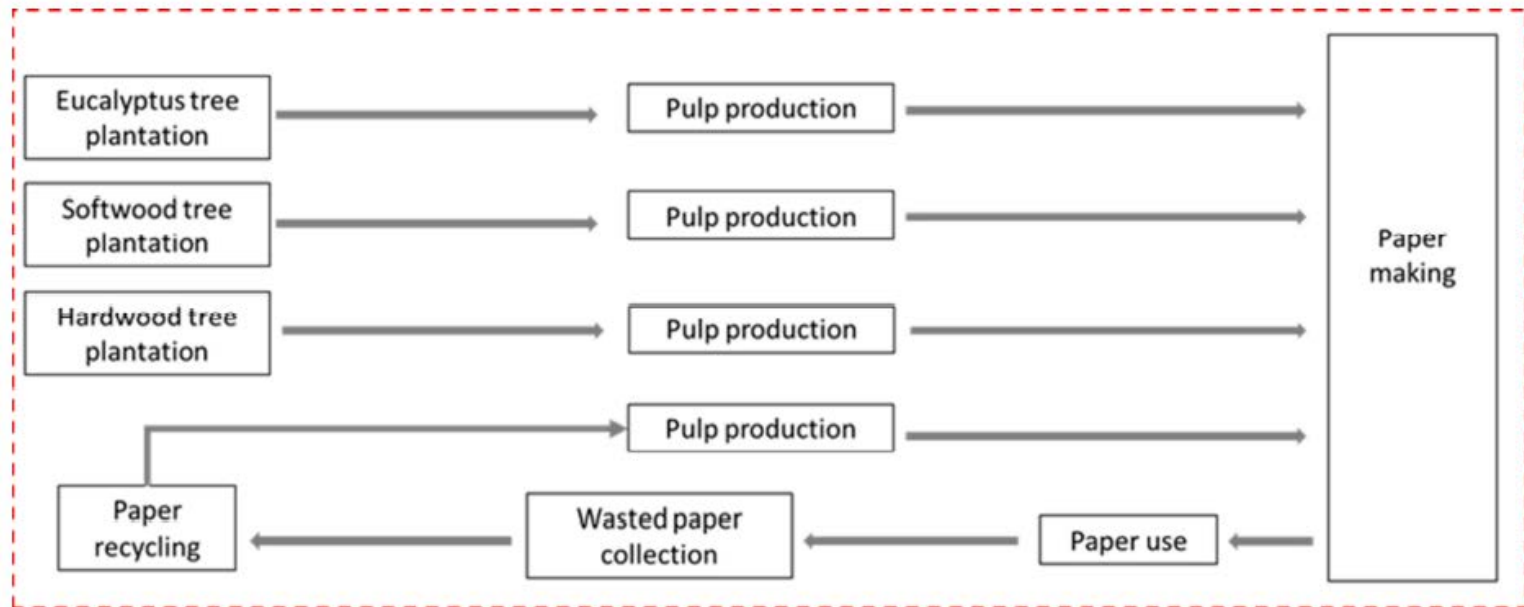 Eucalyptus tree
plantation
Pulp production
Softwood tree
plantation
Pulp production
Hardwood tree
plantation
Pulp production
Paper
making
Pulp production
Paper
recycling
Wasted paper
collection
Paper use